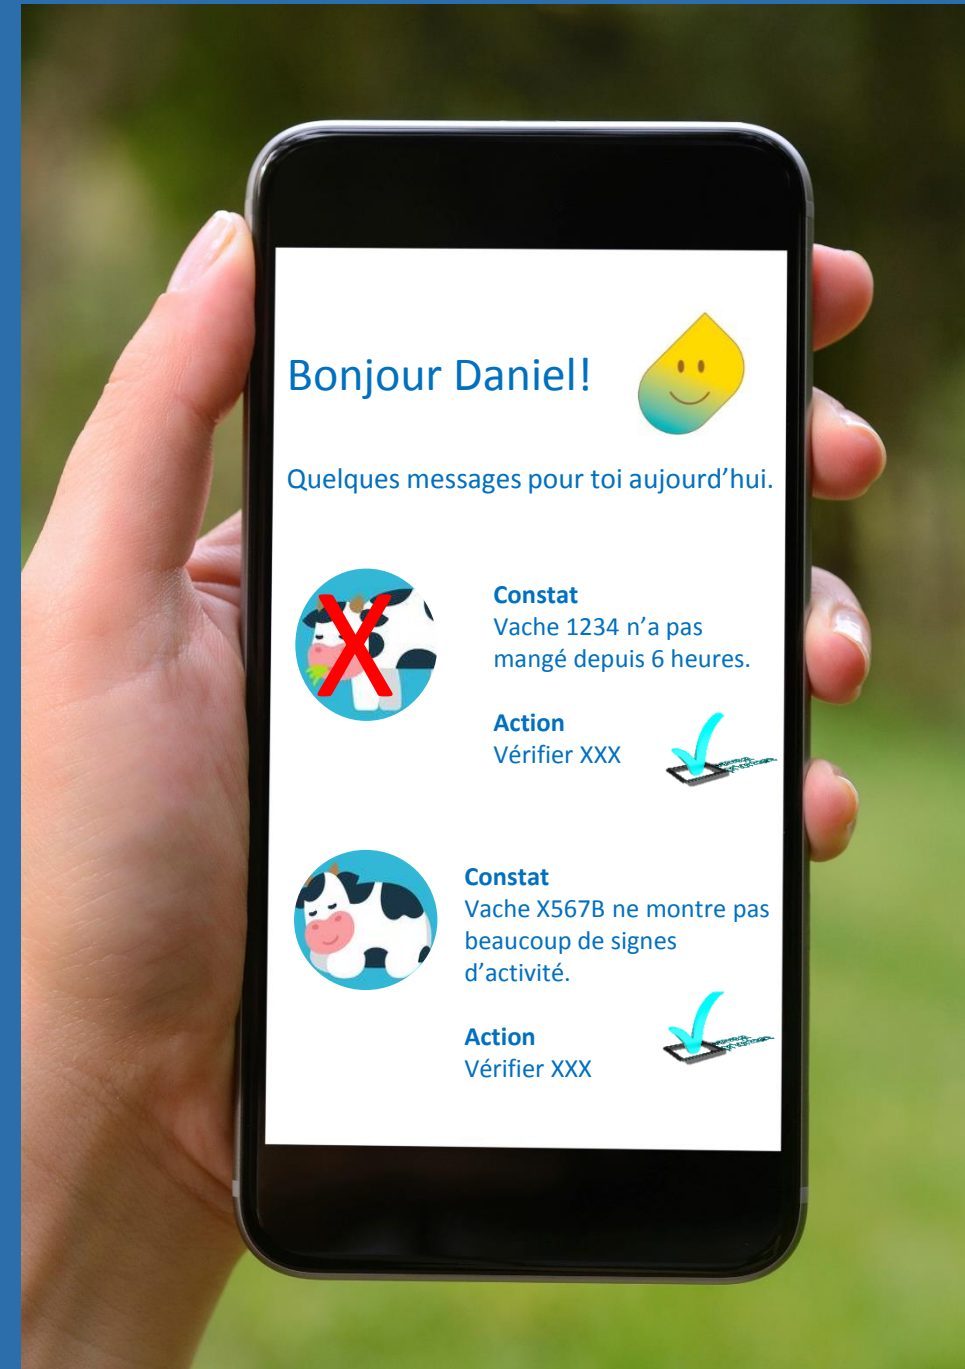 Bonjour Daniel!
Quelques messages pour toi aujourd’hui.
X
Constat
Vache 1234 n’a pas
mangé depuis 6 heures.
Action
Vérifier XXX
Constat
Vache X567B ne montre pas
beaucoup de signes
d’activité.
Action
Vérifier XXX